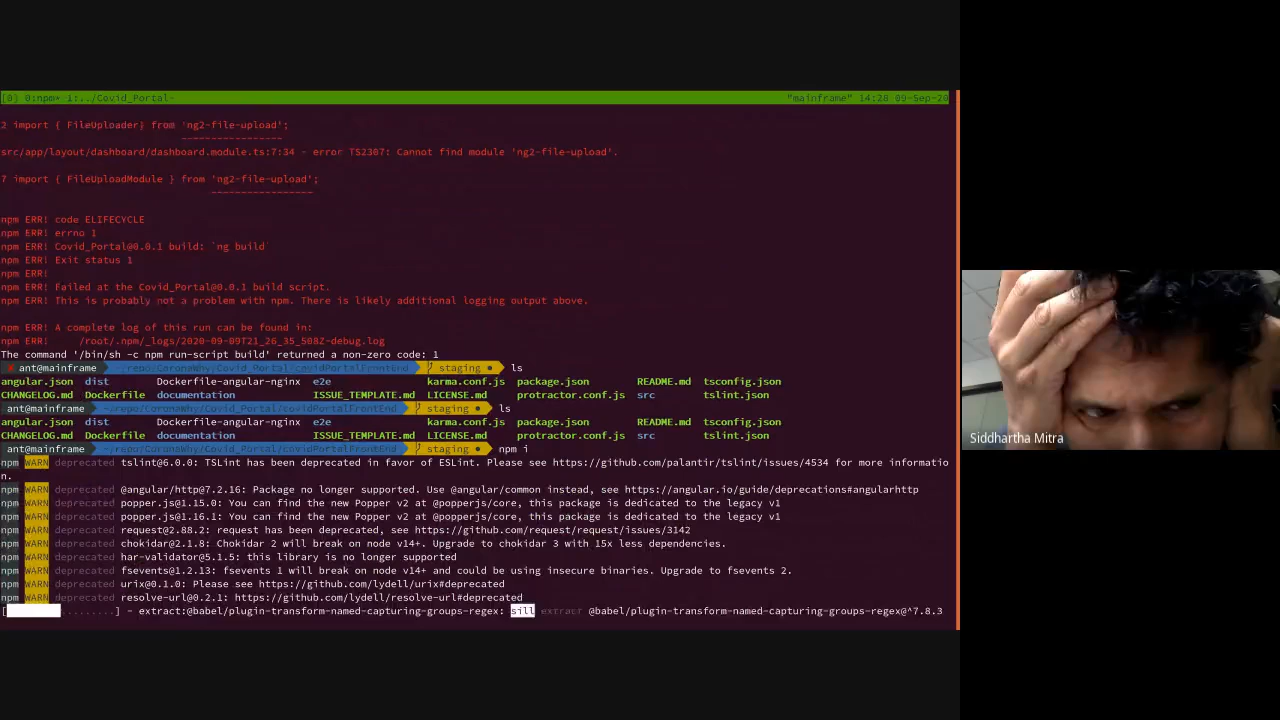 [0] 0:npm* 1:../Covid_Portal- "mainframe" 14:28 09-Sep-20
2 import { FileUploader} from 'ng2-file-upload';
~~~~~~~~~~~~~~~~~
src/app/layout/dashboard/dashboard.module.ts:7:34 - error TS2307: Cannot find module 'ng2-file-upload'.
7 import { FileUploadModule } from 'ng2-file-upload';
~~~~~~~~~~~~~~~~~
npm ERR! code ELIFECYCLE
npm ERR! errno 1
npm ERR! Covid_Portal@0.0.1 build: `ng build`
npm ERR! Exit status 1
npm ERR!
npm ERR! Failed at the Covid_Portal@0.0.1 build script.
npm ERR! This is probably not a problem with npm. There is likely additional logging output above.
npm ERR! A complete log of this run can be found in:
npm ERR!     /root/.npm/_logs/2020-09-09T21_26_35_508Z-debug.log
The command '/bin/sh -c npm run-script build' returned a non-zero code: 1
✘ ant@mainframe ~/repo/CoronaWhy/Covid_Portal/covidPortalFrontEnd staging ● ls
angular.json dist Dockerfile-angular-nginx e2e karma.conf.js package.json README.md tsconfig.json
CHANGELOG.md Dockerfile documentation ISSUE_TEMPLATE.md LICENSE.md protractor.conf.js src tslint.json
ant@mainframe ~/repo/CoronaWhy/Covid_Portal/covidPortalFrontEnd staging ● ls
angular.json dist Dockerfile-angular-nginx e2e karma.conf.js package.json README.md tsconfig.json
CHANGELOG.md Dockerfile documentation ISSUE_TEMPLATE.md LICENSE.md protractor.conf.js src tslint.json
ant@mainframe ~/repo/CoronaWhy/Covid_Portal/covidPortalFrontEnd staging ● npm i
npm WARN deprecated tslint@6.0.0: TSLint has been deprecated in favor of ESLint. Please see https://github.com/palantir/tslint/issues/4534 for more informatio
n.
npm WARN deprecated @angular/http@7.2.16: Package no longer supported. Use @angular/common instead, see https://angular.io/guide/deprecations#angularhttp
npm WARN deprecated popper.js@1.15.0: You can find the new Popper v2 at @popperjs/core, this package is dedicated to the legacy v1
npm WARN deprecated popper.js@1.16.1: You can find the new Popper v2 at @popperjs/core, this package is dedicated to the legacy v1
npm WARN deprecated request@2.88.2: request has been deprecated, see https://github.com/request/request/issues/3142
npm WARN deprecated chokidar@2.1.8: Chokidar 2 will break on node v14+. Upgrade to chokidar 3 with 15x less dependencies.
npm WARN deprecated har-validator@5.1.5: this library is no longer supported
npm WARN deprecated fsevents@1.2.13: fsevents 1 will break on node v14+ and could be using insecure binaries. Upgrade to fsevents 2.
npm WARN deprecated urix@0.1.0: Please see https://github.com/lydell/urix#deprecated
npm WARN deprecated resolve-url@0.2.1: https://github.com/lydell/resolve-url#deprecated
[ .........] - extract:@babel/plugin-transform-named-capturing-groups-regex: sill extract @babel/plugin-transform-named-capturing-groups-regex@^7.8.3
Siddhartha Mitra